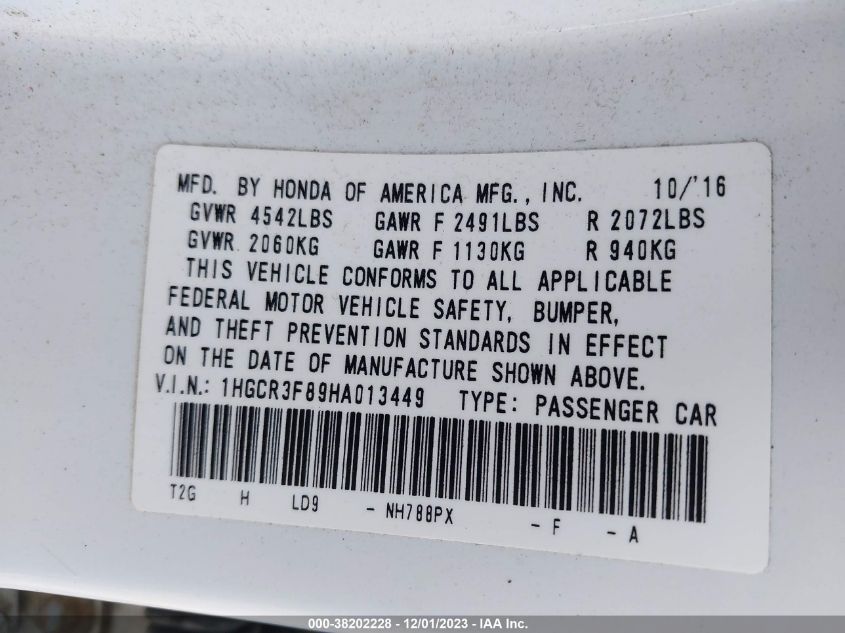 MFD. BY HONDA OF AMERICA MFG., INC. 10/'16
GVWR 4542LBS GAWR F 2491LBS R 2072LBS
GVWR 2060KG GAWR F 1130KG R 940KG
THIS VEHICLE CONFORMS TO ALL APPLICABLE
FEDERAL MOTOR VEHICLE SAFETY, BUMPER,
AND THEFT PREVENTION STANDARDS IN EFFECT
ON THE DATE OF MANUFACTURE SHOWN ABOVE.
V.I.N.: 1HGCR3F89HA013449 TYPE: PASSENGER CAR
T2G H LD9 - NH788PX - F - A
000-38202228 - 12/01/2023 - IAA Inc.